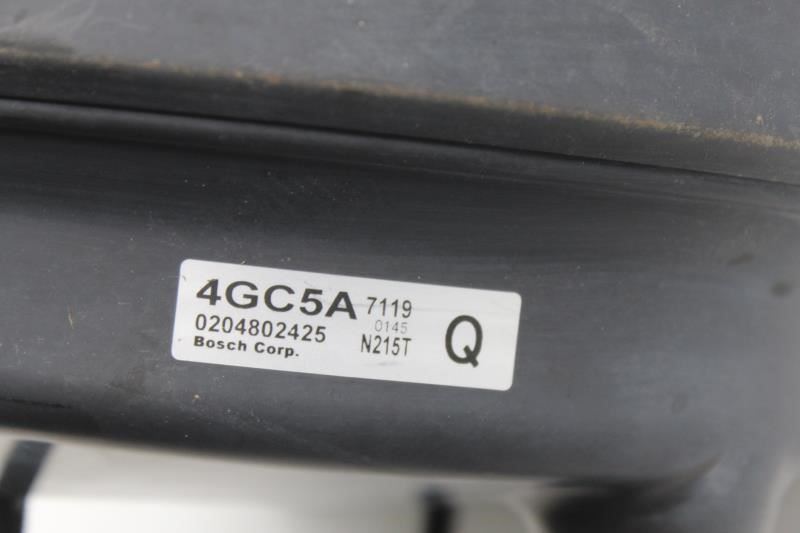 4GC5A 7119
0145
0204802425
Bosch Corp. N215T
Q